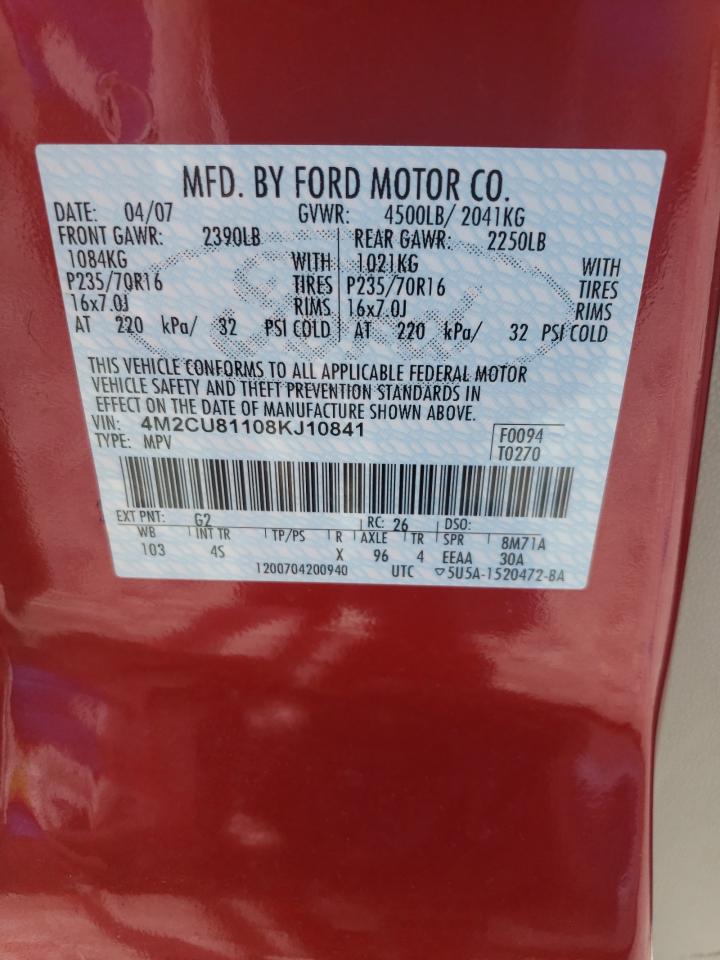 MFD. BY FORD MOTOR CO.
DATE: 04/07 GVWR: 4500LB/ 2041KG
FRONT GAWR: 2390LB REAR GAWR: 2250LB
1084KG WITH 1021KG WITH
P235/70R16 TIRES P235/70R16 TIRES
16x7.0J RIMS 16x7.0J RIMS
AT 220 kPa/ 32 PSI COLD AT 220 kPa/ 32 PSI COLD
THIS VEHICLE CONFORMS TO ALL APPLICABLE FEDERAL MOTOR
VEHICLE SAFETY AND THEFT PREVENTION STANDARDS IN
EFFECT ON THE DATE OF MANUFACTURE SHOWN ABOVE.
VIN: 4M2CU81108KJ10841
TYPE: MPV
F0094
T0270
EXT PNT: G2 RC: 26 DSO:
WB INT TR TP/PS R AXLE TR SPR 8M71A
103 4S X 96 4 EEAA 30A
1200704200940 UTC ▽5U5A-1520472-BA